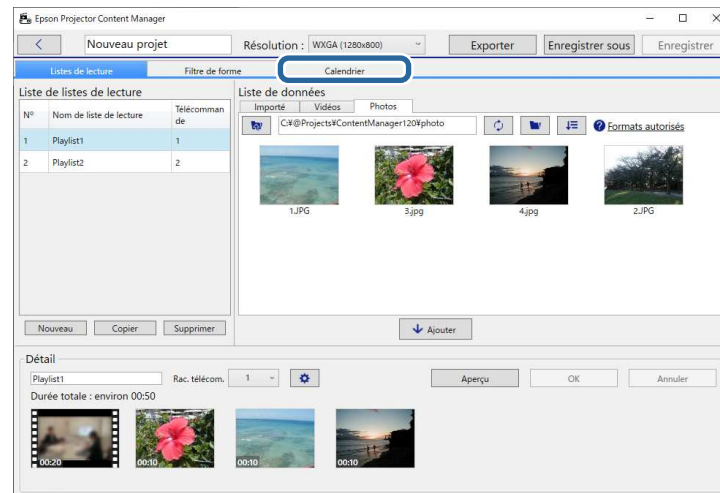 Epson Projector Content Manager
Nouveau projet
Résolution : WXGA (1280x800)
Exporter
Enregistrer sous
Enregistrer
Listes de lecture
Filtre de forme
Calendrier
Liste de listes de lecture
Nº
Nom de liste de lecture
Télécomman
de
1 Playlist1 1
2 Playlist2 2
Nouveau
Copier
Supprimer
Liste de données
Importé
Vidéos
Photos
C:¥@Projects¥ContentManager120¥photo
Formats autorisés
1.JPG
3.jpg
4.jpg
2.JPG
Ajouter
Détail
Playlist1
Rac. télécom. 1
Aperçu
OK
Annuler
Durée totale : environ 00:50
00:20
00:10
00:10
00:10